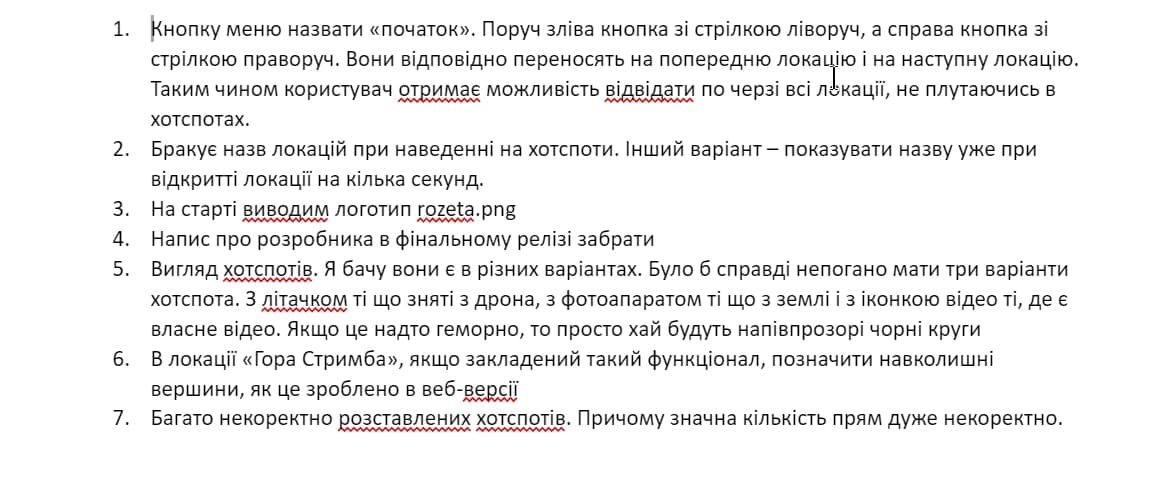 1. Кнопку меню назвати «початок». Поруч зліва кнопка зі стрілкою ліворуч, а справа кнопка зі
стрілкою праворуч. Вони відповідно переносять на попередню локацію і на наступну локацію.
Таким чином користувач отримає можливість відвідати по черзі всі локації, не плутаючись в
хотспотах.
2. Бракує назв локацій при наведенні на хотспоти. Інший варіант – показувати назву уже при
відкритті локації на кілька секунд.
3. На старті виводим логотип rozeta.png
4. Напис про розробника в фінальному релізі забрати
5. Вигляд хотспотів. Я бачу вони є в різних варіантах. Було б справді непогано мати три варіанти
хотспота. З літачком ті що зняті з дрона, з фотоапаратом ті що з землі і з іконкою відео ті, де є
власне відео. Якщо це надто геморно, то просто хай будуть напівпрозорі чорні круги
6. В локації «Гора Стримба», якщо закладений такий функціонал, позначити навколишні
вершини, як це зроблено в веб-версії
7. Багато некоректно розставлених хотспотів. Причому значна кількість прям дуже некоректно.